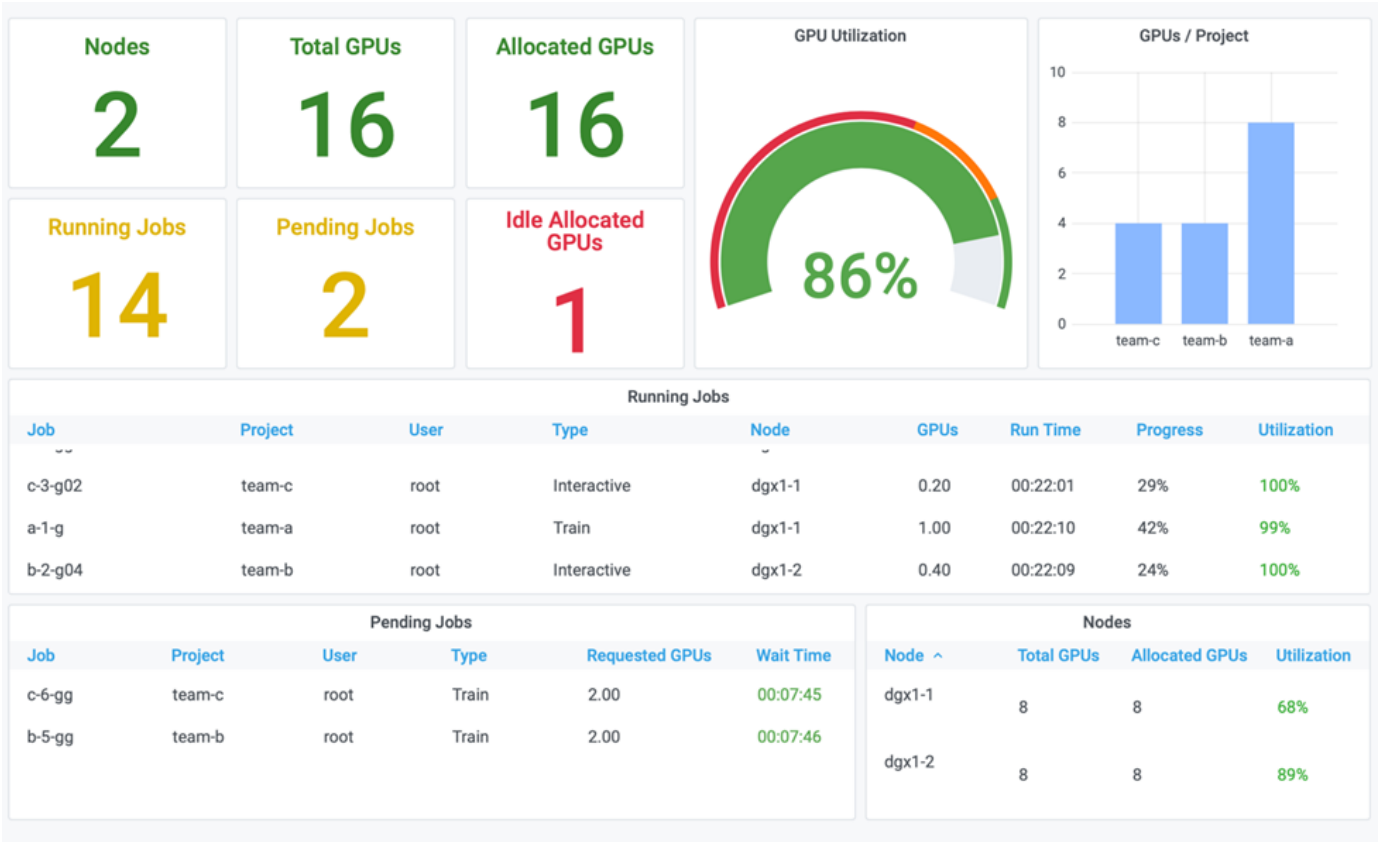 Nodes
2
Total GPUs
16
Allocated GPUs
16
Running Jobs
14
Pending Jobs
2
Idle Allocated
GPUs
1
GPU Utilization
86%
GPUs / Project
10
8
6
4
2
0
team-c team-b team-a
Running Jobs
Job Project User Type Node GPUs Run Time Progress Utilization
c-3-g02 team-c root Interactive dgx1-1 0.20 00:22:01 29% 100%
a-1-g team-a root Train dgx1-1 1.00 00:22:10 42% 99%
b-2-g04 team-b root Interactive dgx1-2 0.40 00:22:09 24% 100%
Pending Jobs
Job Project User Type Requested GPUs Wait Time
c-6-gg team-c root Train 2.00 00:07:45
b-5-gg team-b root Train 2.00 00:07:46
Nodes
Node Total GPUs Allocated GPUs Utilization
dgx1-1 8 8 68%
dgx1-2 8 8 89%